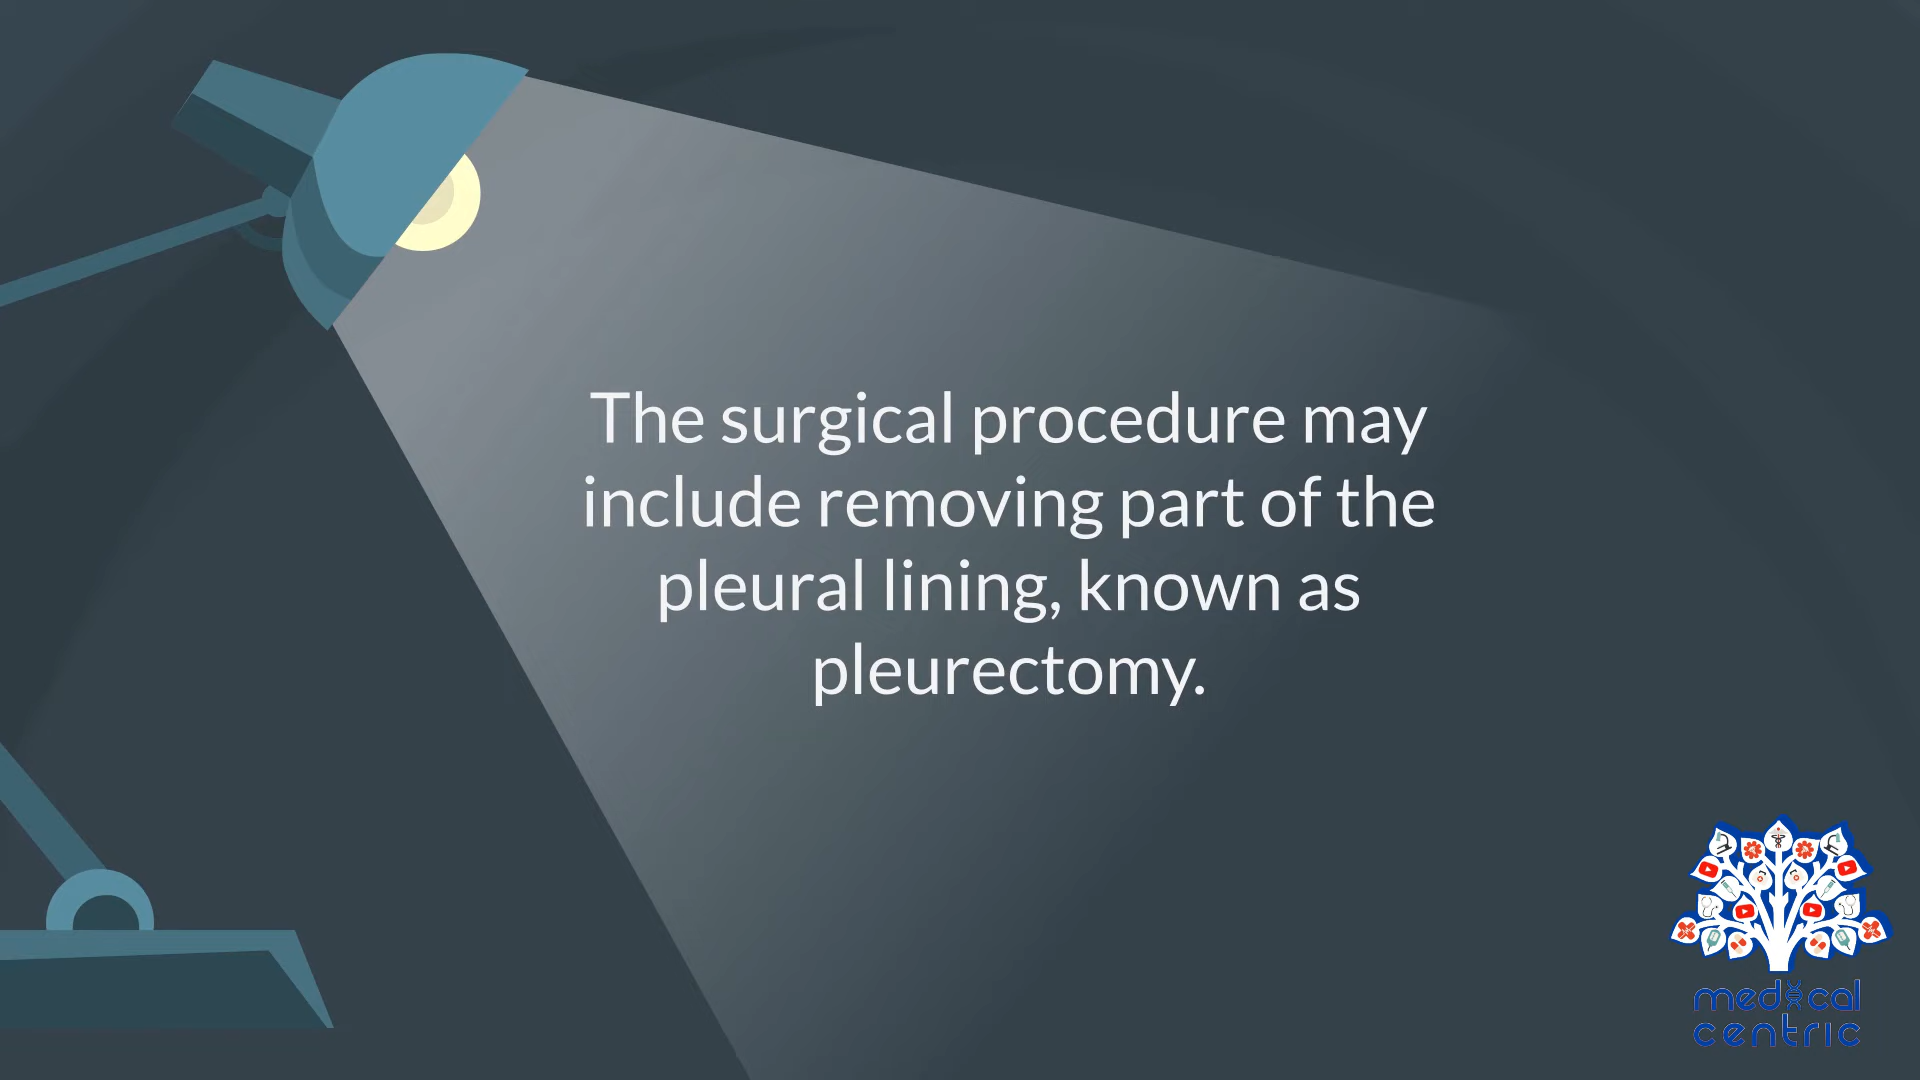 The surgical procedure may
include removing part of the
pleural lining, known as
pleurectomy.
medical
centric